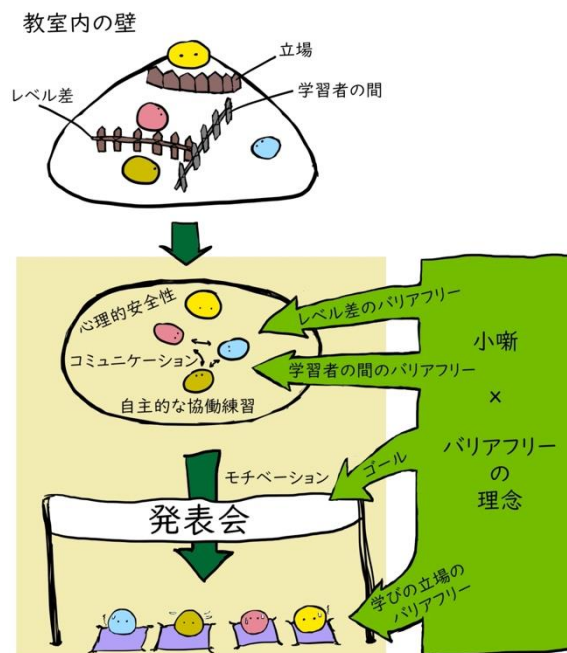 教室内の壁
立場
学習者の間
レベル差
心理的安全性
コミュニケーション
自主的な協働練習
レベル差のバリアフリー
学習者の間のバリアフリー
小噺
×
バリアフリー
の
理念
モチベーション
ゴール
発表会
学びの立場の
バリアフリー